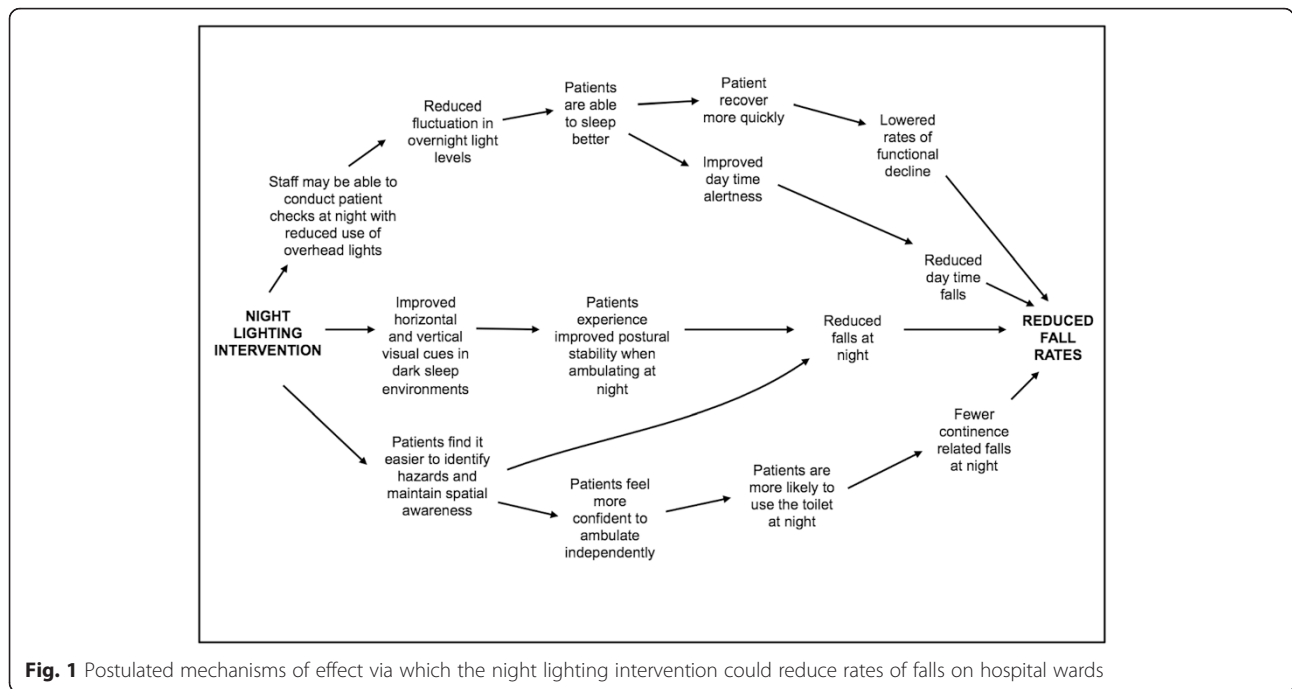 Patients
are able
to sleep
better
Patient
recover
more quickly
Reduced
fluctuation in
overnight light
levels
Lowered
rates of
functional
decline
Improved
day time
alertness
Staff may be able to
conduct patient
checks at night with
reduced use of
overhead lights
Reduced
day time
falls
NIGHT
LIGHTING
INTERVENTION
Improved
horizontal
and vertical
visual cues in
dark sleep
environments
Patients
experience
improved postural
stability when
ambulating at
night
Reduced
falls at
night
REDUCED
FALL
RATES
Patients find it
easier to identify
hazards and
maintain spatial
awareness
Patients feel
more
confident to
ambulate
independently
Patients are
more likely to
use the toilet
at night
Fewer
continence
related falls
at night
Fig. 1 Postulated mechanisms of effect via which the night lighting intervention could reduce rates of falls on hospital wards